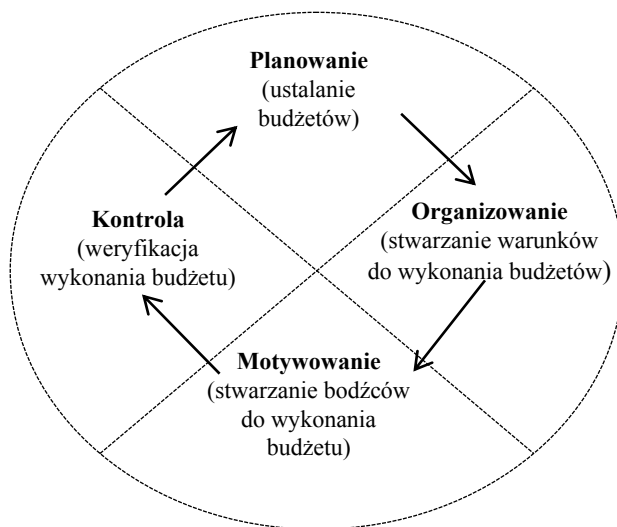 Planowanie
(ustalanie
budżetów)
Kontrola
(weryfikacja
wykonania budżetu)
Organizowanie
(stwarzanie warunków
do wykonania budżetów)
Motywowanie
(stwarzanie bodźców
do wykonania
budżetu)